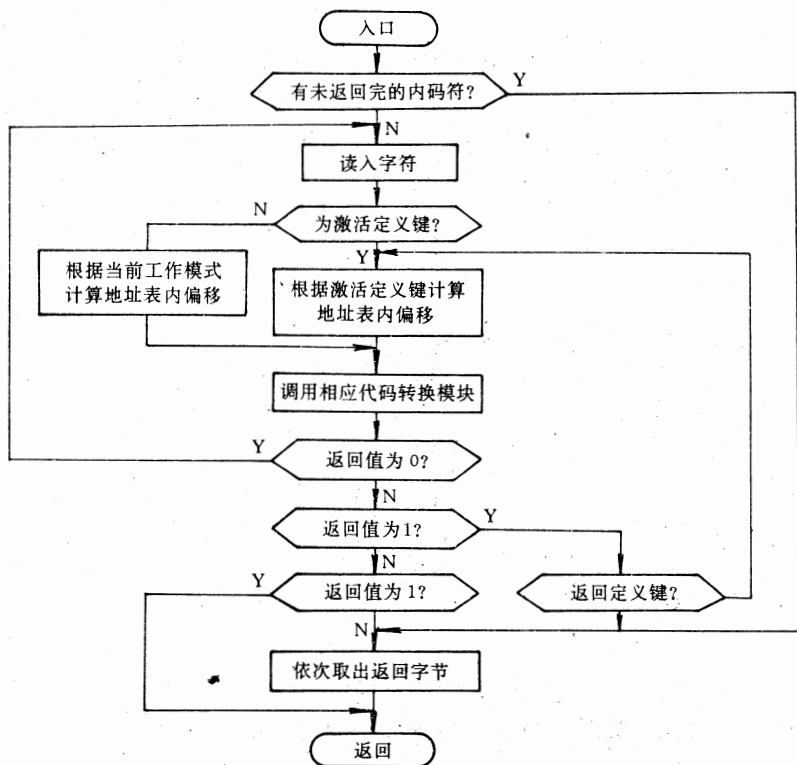 入口
有未返回完的内码符?
Y
N
读入字符
N
为激活定义键?
Y
根据当前工作模式
计算地址表内偏移
根据激活定义键计算
地址表内偏移
调用相应代码转换模块
Y
返回值为0?
N
返回值为1?
Y
N
Y
返回值为1?
返回定义键?
N
依次取出返回字节
返回